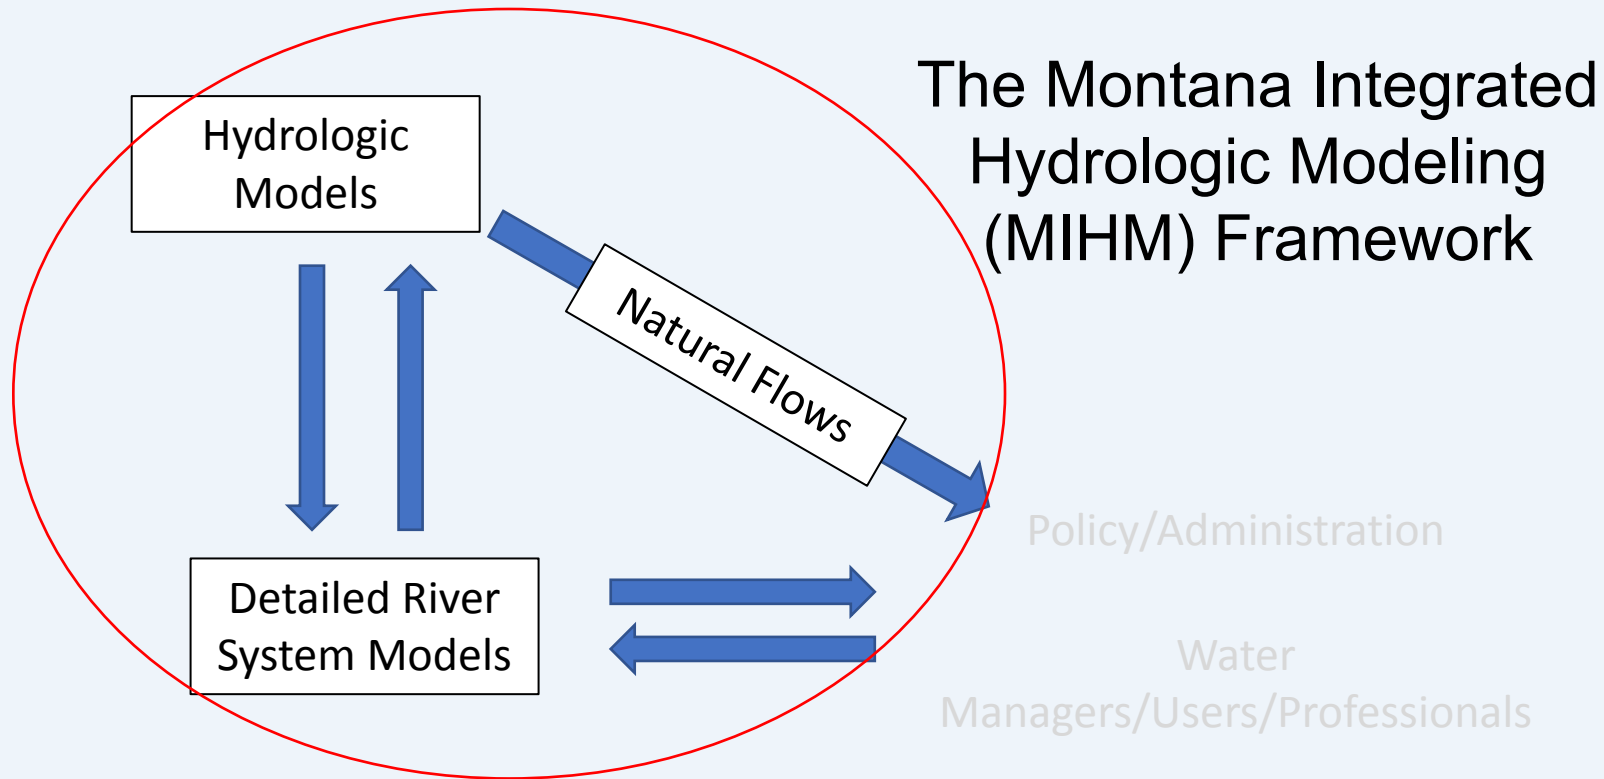 The Montana Integrated
Hydrologic Modeling
(MIHM) Framework
Hydrologic
Models
Natural Flows
Policy/Administration
Detailed River
System Models
Water
Managers/Users/Professionals